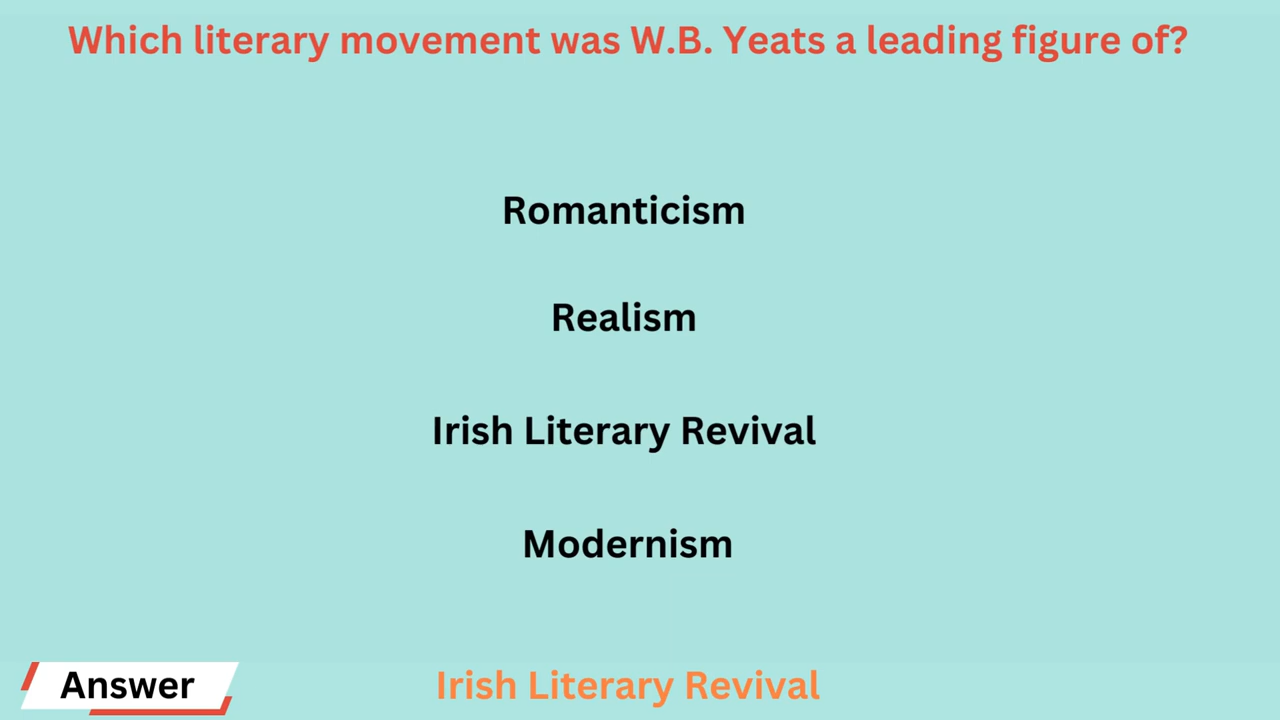 Which literary movement was W.B. Yeats a leading figure of?
Romanticism
Realism
Irish Literary Revival
Modernism
Answer
Irish Literary Revival